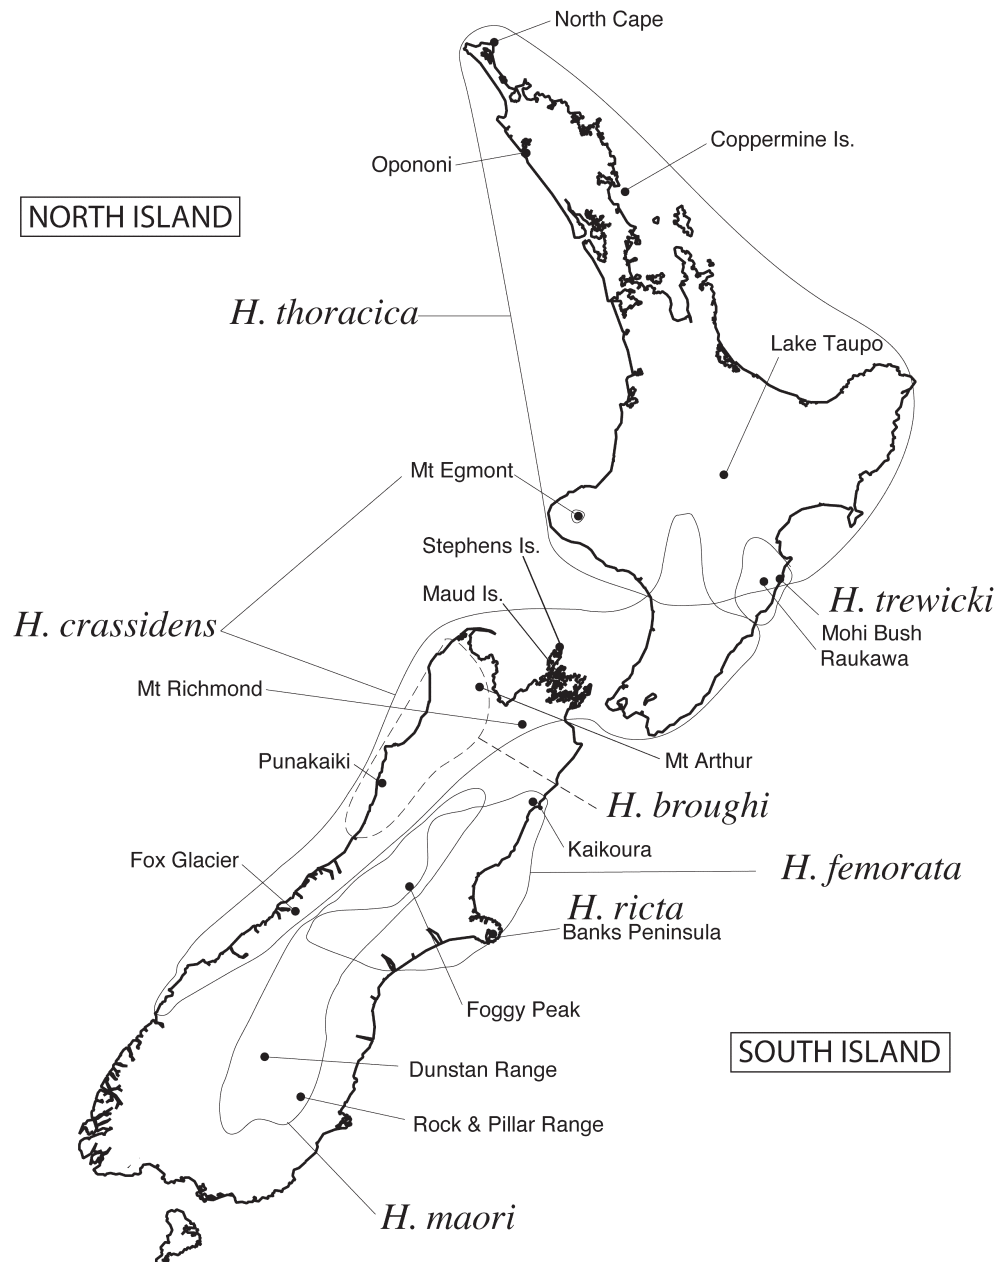 North Cape
Coppermine Is.
Opononi
NORTH ISLAND
H. thoracica
Lake Taupo
Mt Egmont
Stephens Is.
Maud Is.
H. trewicki
H. crassidens
Mohi Bush
Raukawa
Mt Richmond
Mt Arthur
Punakaiki
H. broughi
Kaikoura
Fox Glacier
H. femorata
H. ricta
Banks Peninsula
Foggy Peak
SOUTH ISLAND
Dunstan Range
Rock & Pillar Range
H. maori